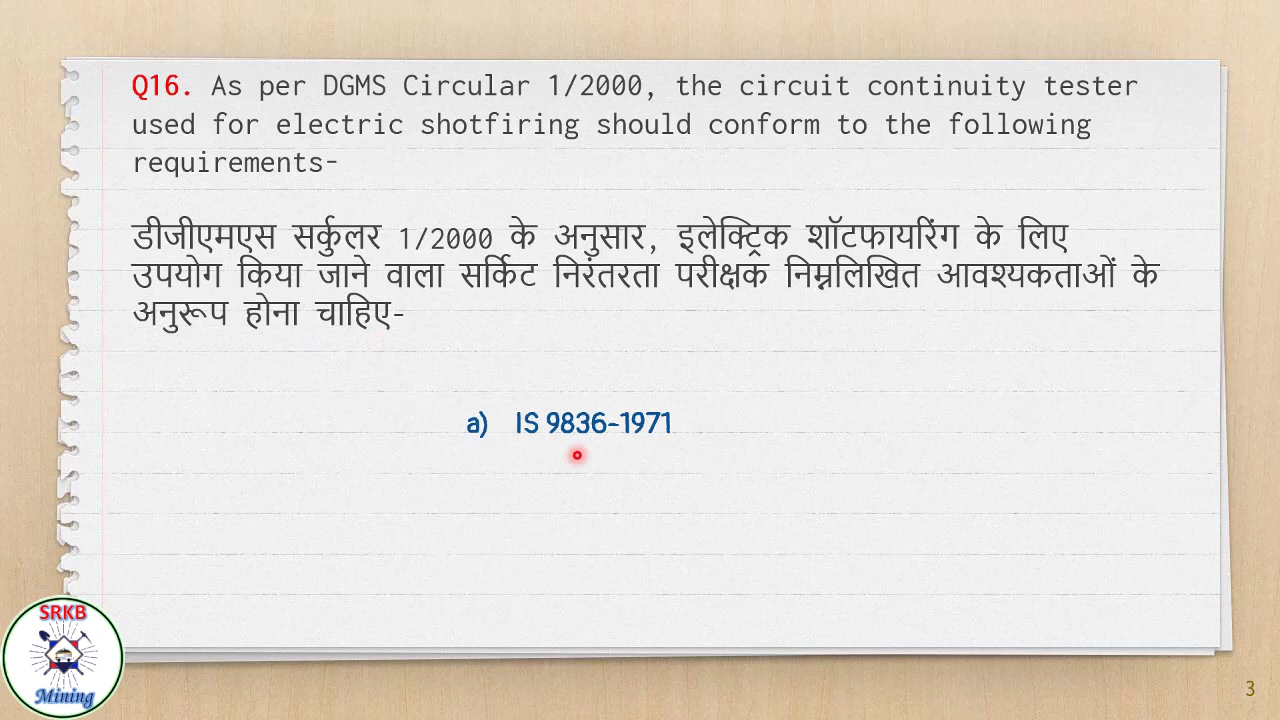 Q16. As per DGMS Circular 1/2000, the circuit continuity tester
used for electric shotfiring should conform to the following
requirements-
डीजीएमएस सर्कुलर 1/2000 के अनुसार, इलेक्ट्रिक शॉटफायरिंग के लिए
उपयोग किया जाने वाला सर्किट निरंतरता परीक्षक निम्नलिखित आवश्यकताओं के
अनुरूप होना चाहिए-
a) IS 9836-1971
SRKB
Mining
3